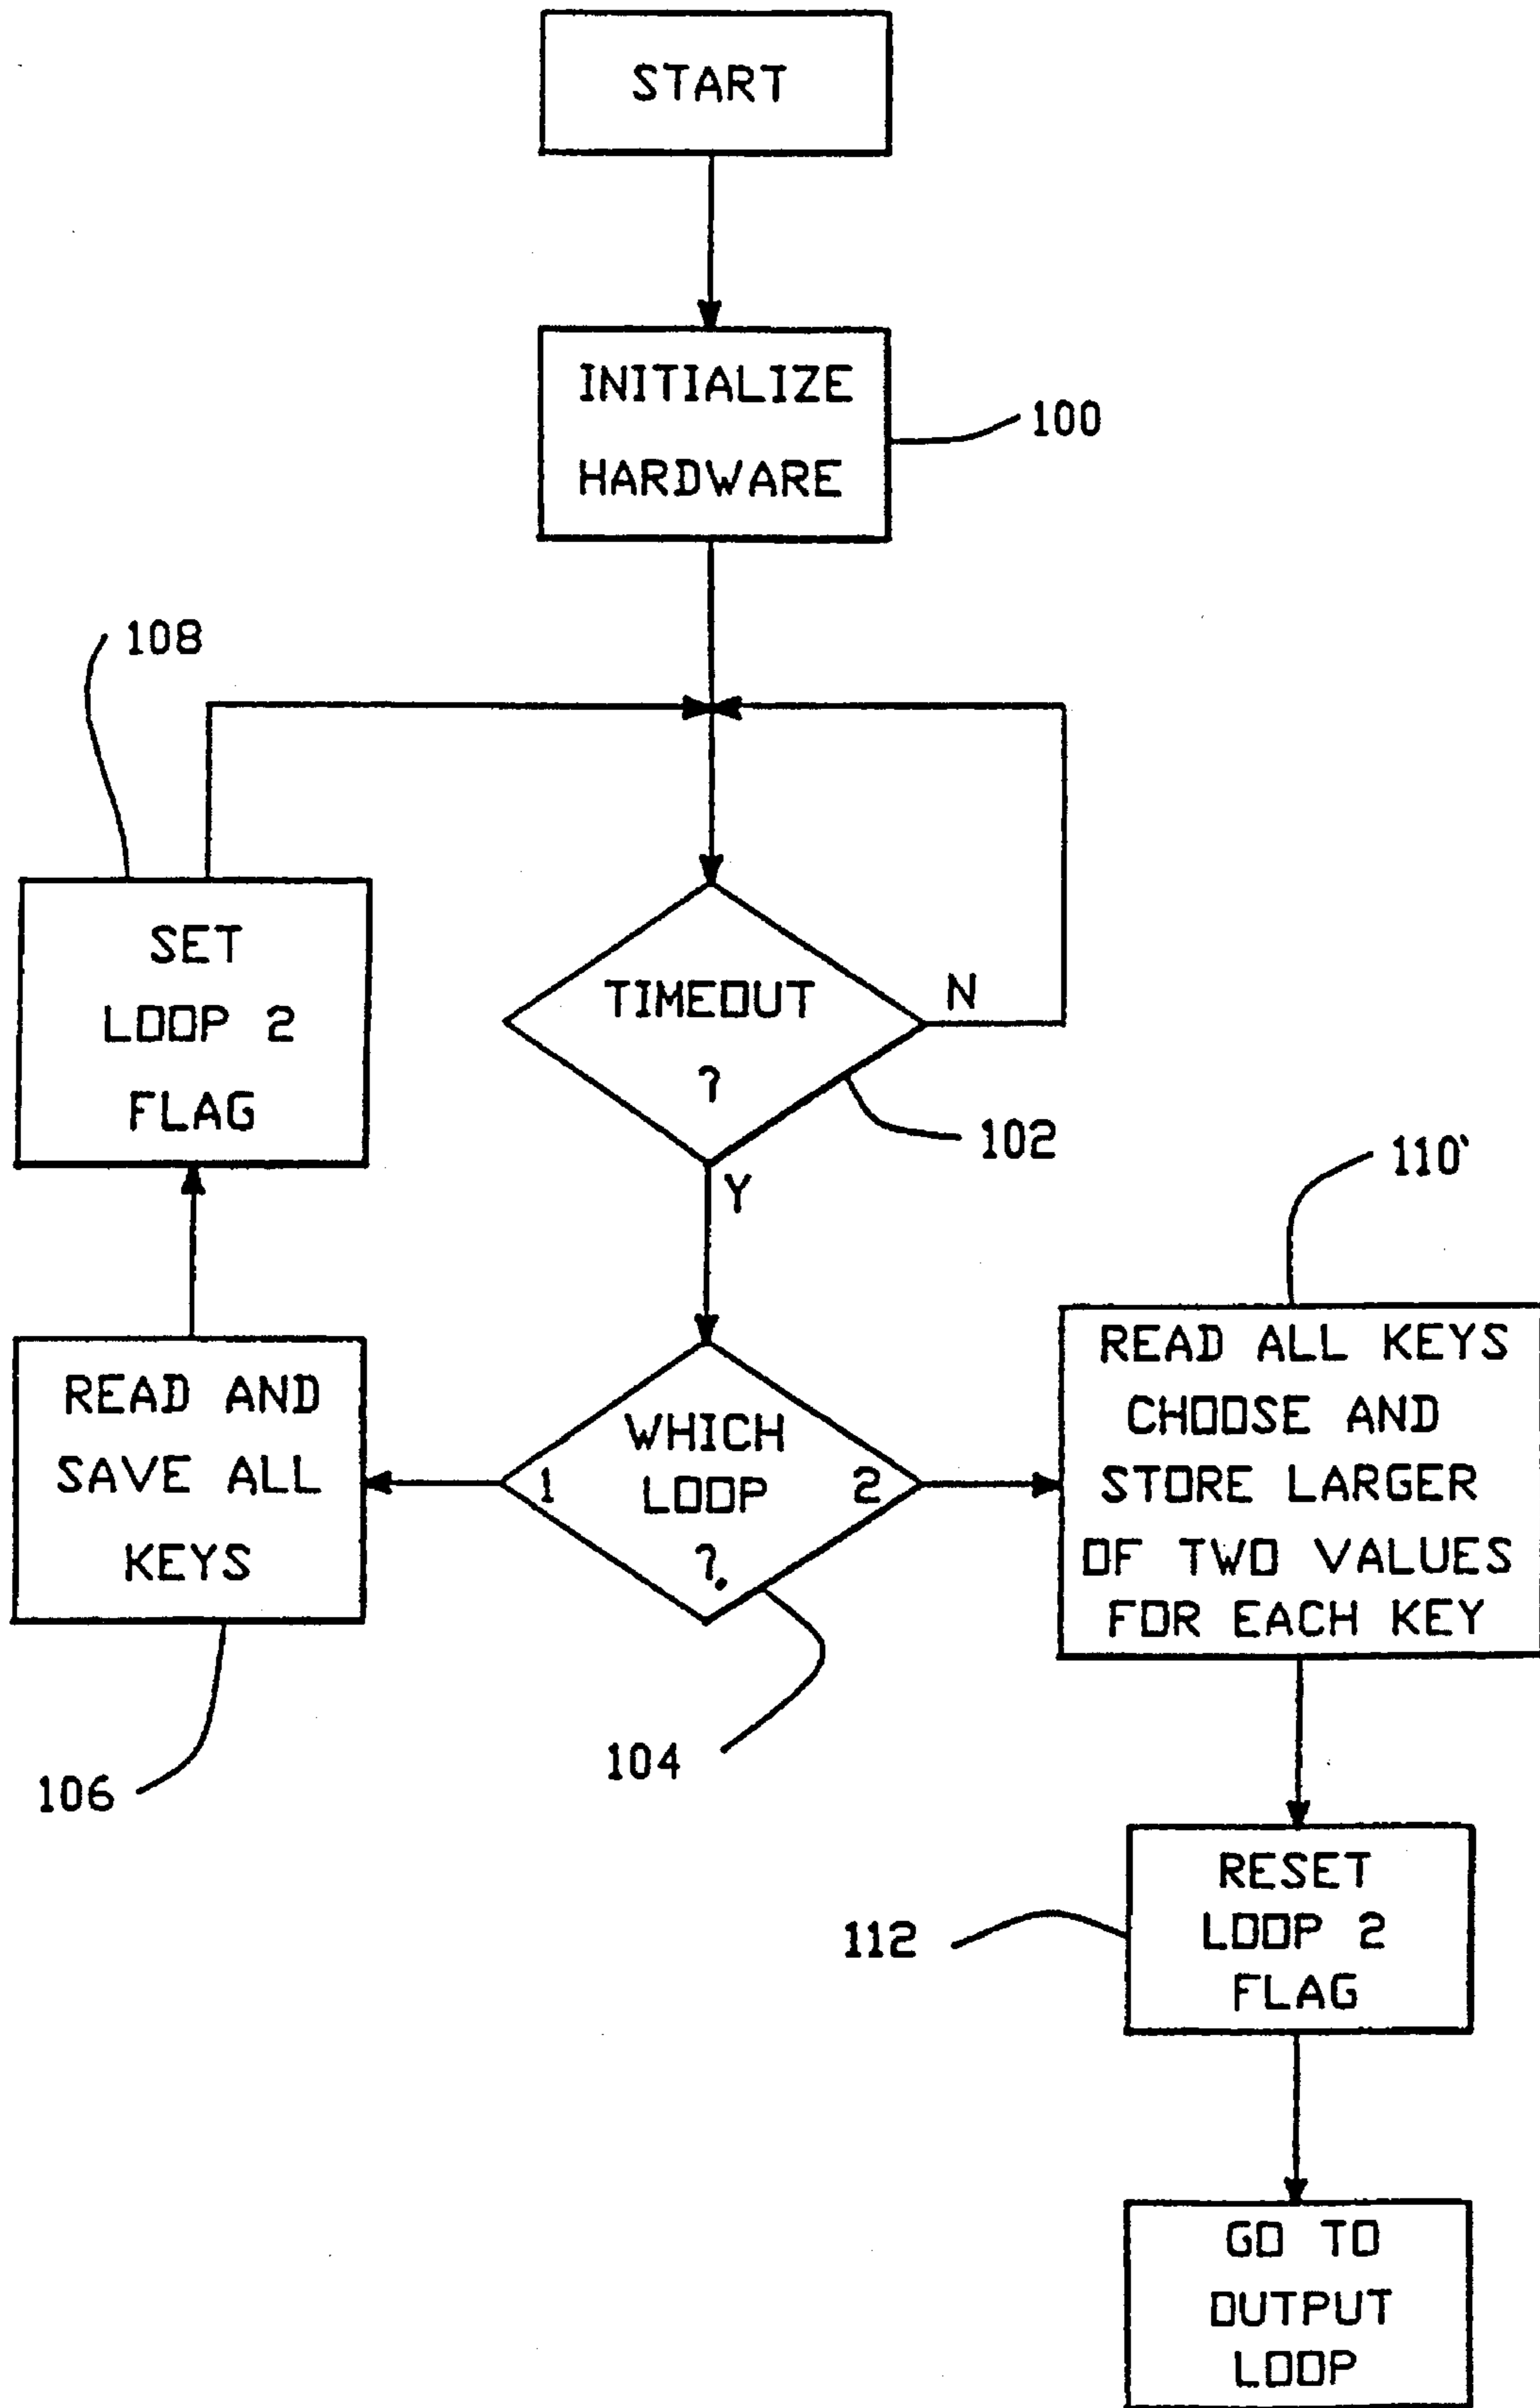 START
INITIALIZE
HARDWARE
100
108
SET
LOOP 2
FLAG
TIMEOUT
?
N
102
Y
110'
READ AND
SAVE ALL
KEYS
106
WHICH
LOOP
?
1
2
104
READ ALL KEYS
CHOOSE AND
STORE LARGER
OF TWO VALUES
FOR EACH KEY
RESET
LOOP 2
FLAG
112
GO TO
OUTPUT
LOOP